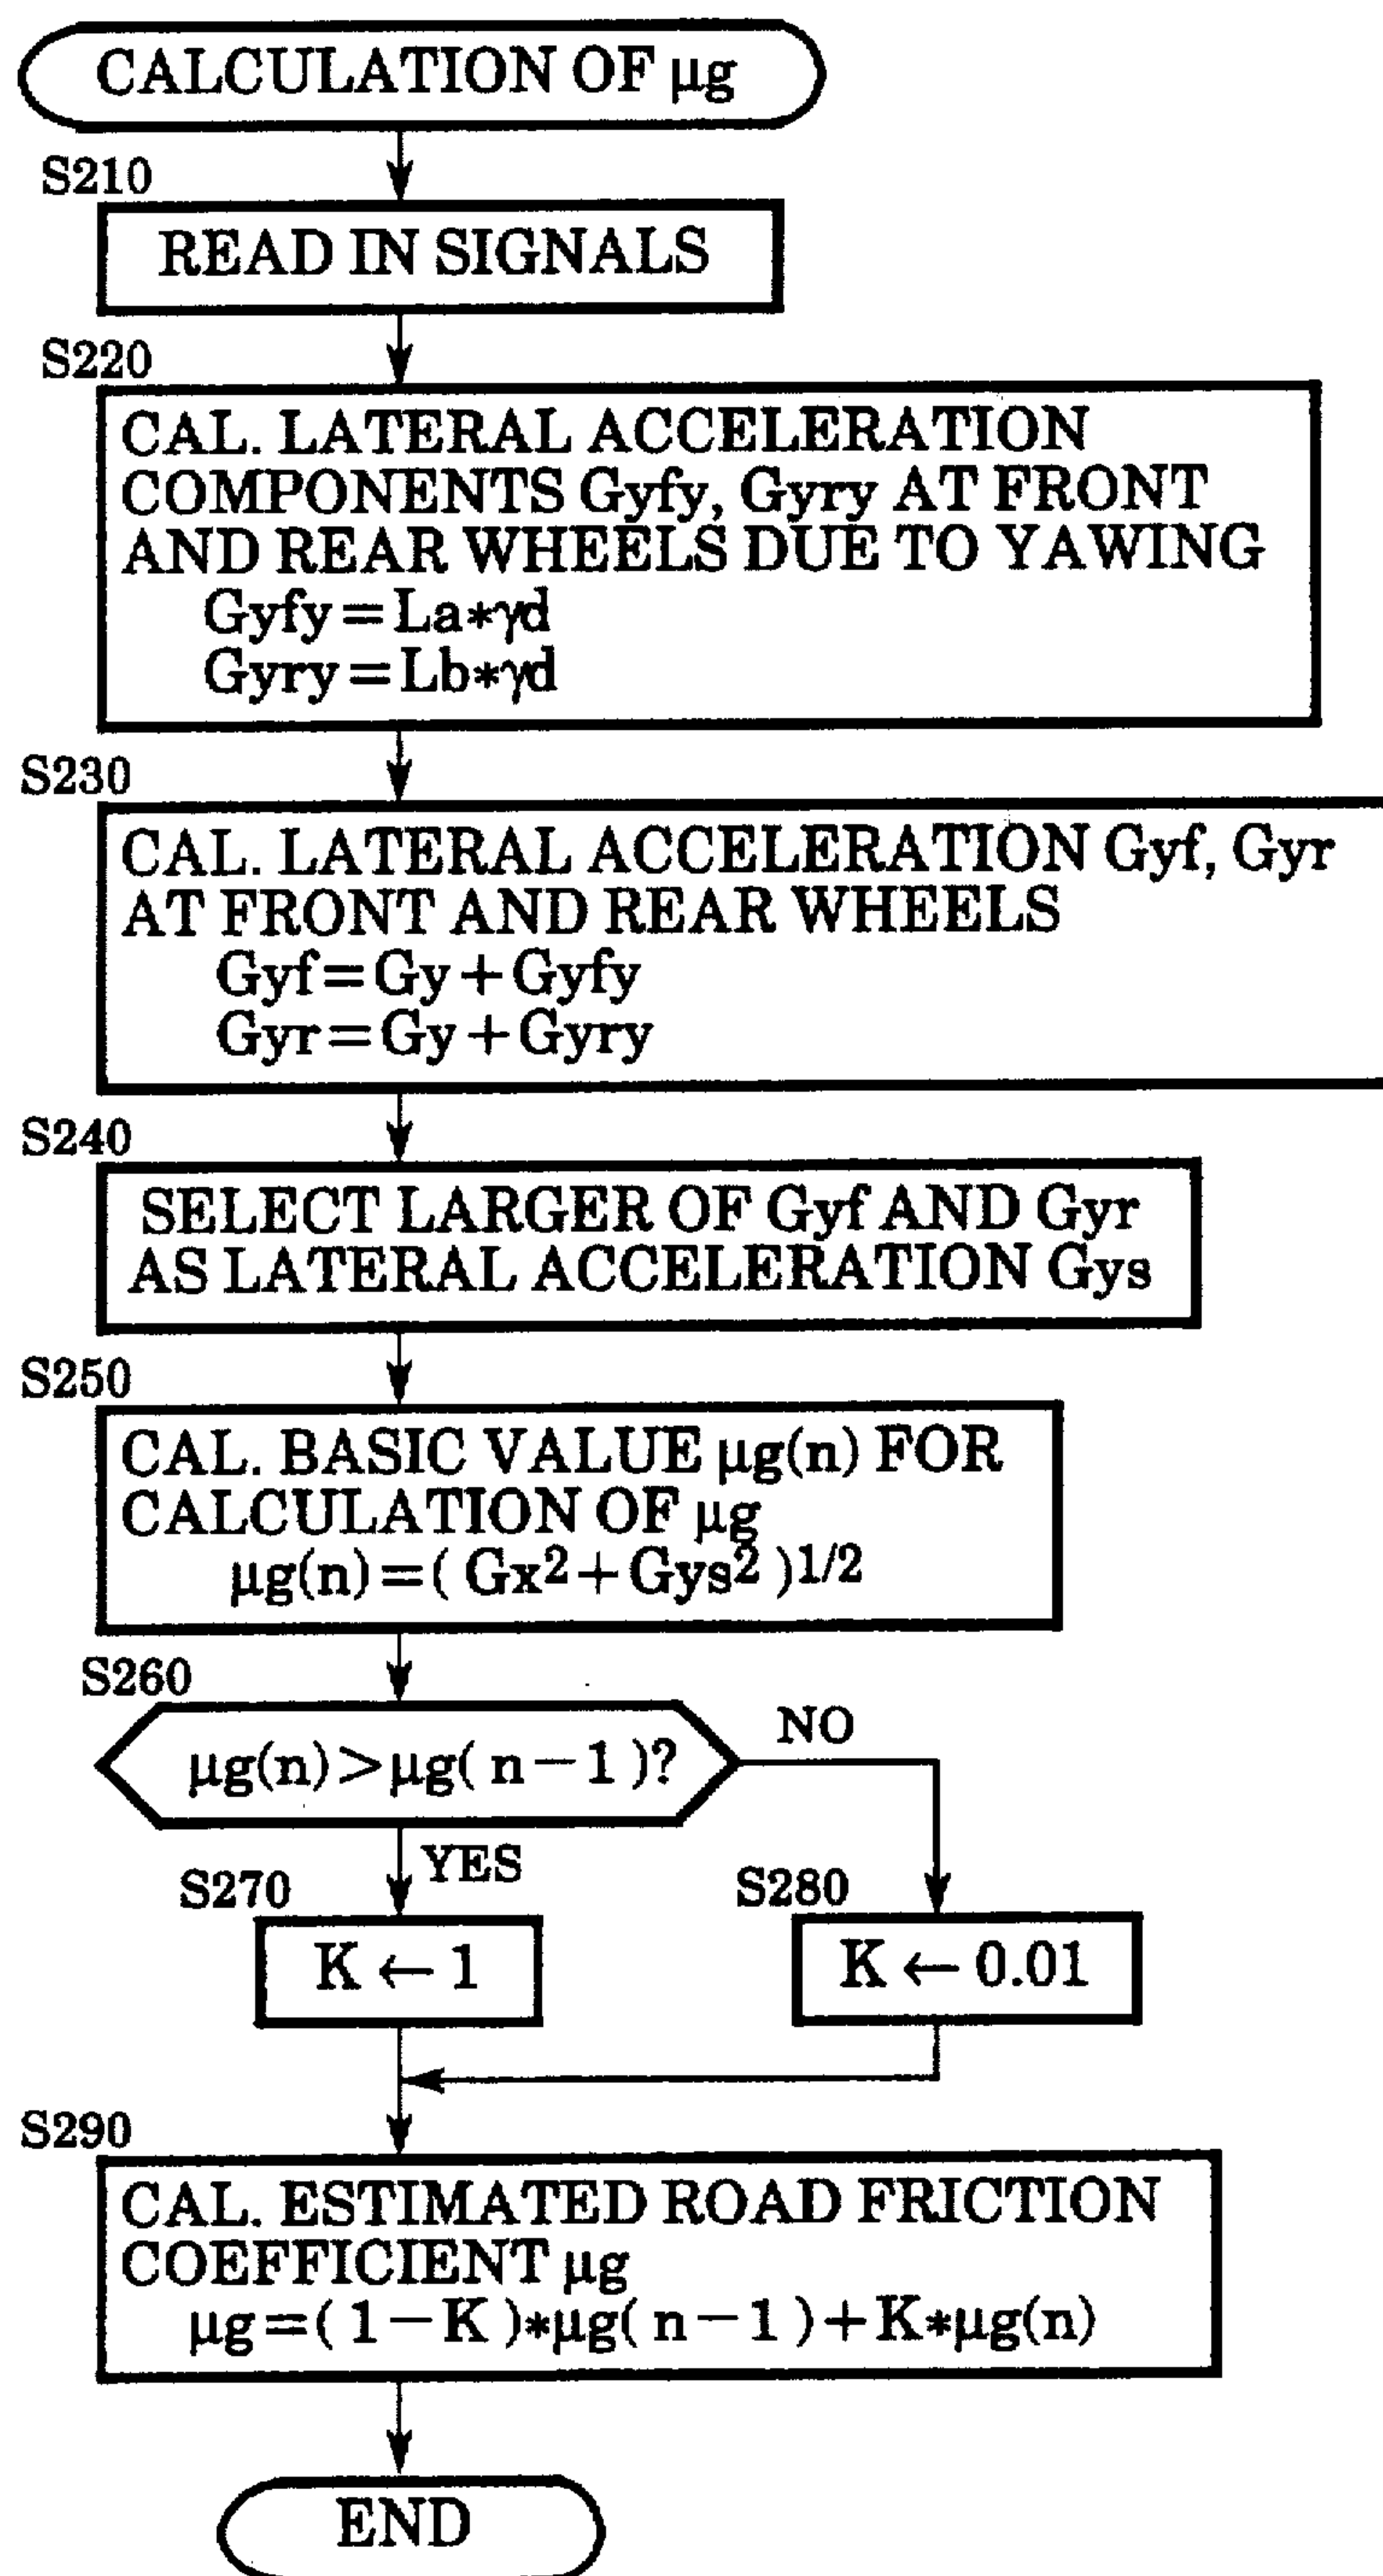 CALCULATION OF µg
S210
READ IN SIGNALS
S220
CAL. LATERAL ACCELERATION
COMPONENTS Gyfy, Gyry AT FRONT
AND REAR WHEELS DUE TO YAWING
Gyfy=La*γd
Gyry=Lb*γd
S230
CAL. LATERAL ACCELERATION Gyf, Gyr
AT FRONT AND REAR WHEELS
Gyf=Gy+Gyfy
Gyr=Gy+Gyry
S240
SELECT LARGER OF Gyf AND Gyr
AS LATERAL ACCELERATION Gys
S250
CAL. BASIC VALUE µg(n) FOR
CALCULATION OF µg
µg(n)=( Gx²+Gys² )1/2
S260
µg(n)>µg( n−1 )?
NO
YES
S270
K ← 1
S280
K ← 0.01
S290
CAL. ESTIMATED ROAD FRICTION
COEFFICIENT µg
µg=( 1−K )*µg( n−1 )+K*µg(n)
END